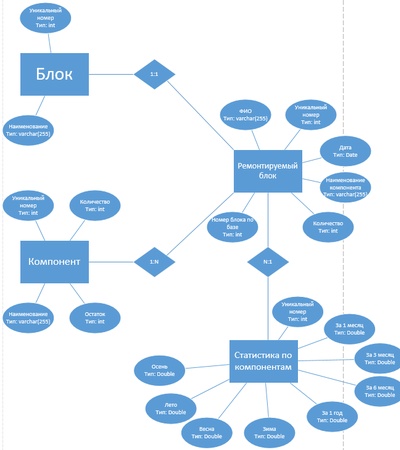 Уникальный
номер
Тип: int
Блок
1:1
Наименование
Тип: varchar(255)
ФИО
Тип: varchar(255)
Уникальный
номер
Тип: int
Дата
Тип: Date
Ремонтируемый
блок
Наименование
компонента
Тип: varchar(255)
Уникальный
номер
Тип: int
Количество
Тип: int
Номер блока по
базе
Тип: int
Количество
Тип: int
Компонент
1:N
N:1
Наименование
Тип: varchar(255)
Остаток
Тип: int
Уникальный
номер
Тип: int
За 1 месяц
Тип: Double
Статистика по
компонентам
За 3 месяц
Тип: Double
Осень
Тип: Double
За 6 месяц
Тип: Double
Лето
Тип: Double
За 1 год
Тип: Double
Весна
Тип: Double
Зима
Тип: Double